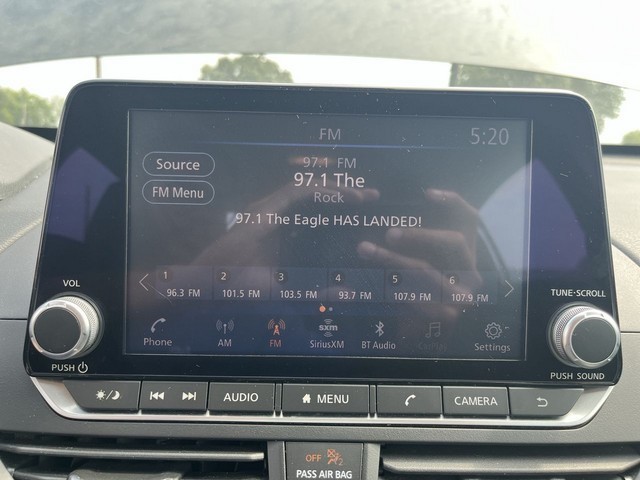 FM
5:20
Source
97.1 FM
97.1 The
FM Menu
Rock
97.1 The Eagle HAS LANDED!
1 2 3 4 5 6
96.3 FM 101.5 FM 103.5 FM 93.7 FM 107.9 FM 107.9 FM
VOL
TUNE·SCROLL
sxm
Phone AM FM SiriusXM BT Audio CarPlay Settings
PUSH
PUSH SOUND
AUDIO
MENU
CAMERA
OFF 2
PASS AIR BAG